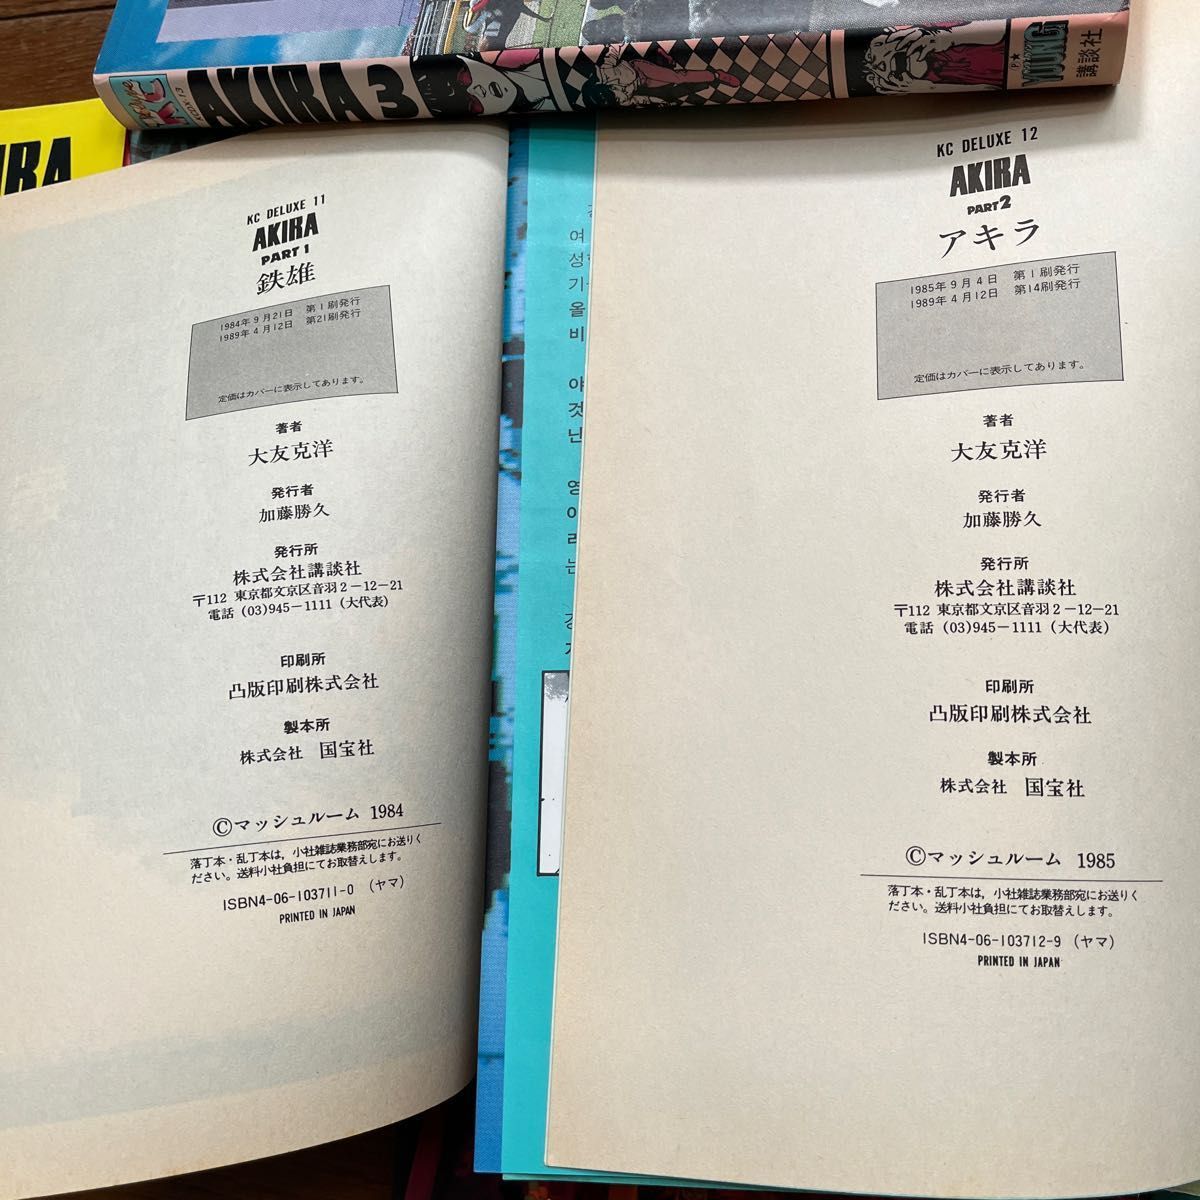 AKIRA 3
YOUNG
講談社
KC DELUXE 11
AKIRA
PART 1
鉄雄
1984年9月21日 第1刷発行
1989年4月12日 第21刷発行
定価はカバーに表示してあります。
著者
大友克洋
発行者
加藤勝久
発行所
株式会社講談社
〒112 東京都文京区音羽2-12-21
電話 (03)945-1111 (大代表)
印刷所
凸版印刷株式会社
製本所
株式会社 国宝社
©マッシュルーム 1984
落丁本・乱丁本は，小社雑誌業務部宛にお送りく
ださい。送料小社負担にてお取替えします。
ISBN4-06-103711-0 (ヤマ)
PRINTED IN JAPAN
여
성
기
올
비
야
것
닌
영
이
라
는
KC DELUXE 12
AKIRA
PART 2
アキラ
1985年9月4日 第1刷発行
1989年4月12日 第14刷発行
定価はカバーに表示してあります。
著者
大友克洋
発行者
加藤勝久
発行所
株式会社講談社
〒112 東京都文京区音羽2-12-21
電話 (03)945-1111 (大代表)
印刷所
凸版印刷株式会社
製本所
株式会社 国宝社
©マッシュルーム 1985
落丁本・乱丁本は，小社雑誌業務部宛にお送りく
ださい。送料小社負担にてお取替えします。
ISBN4-06-103712-9 (ヤマ)
PRINTED IN JAPAN